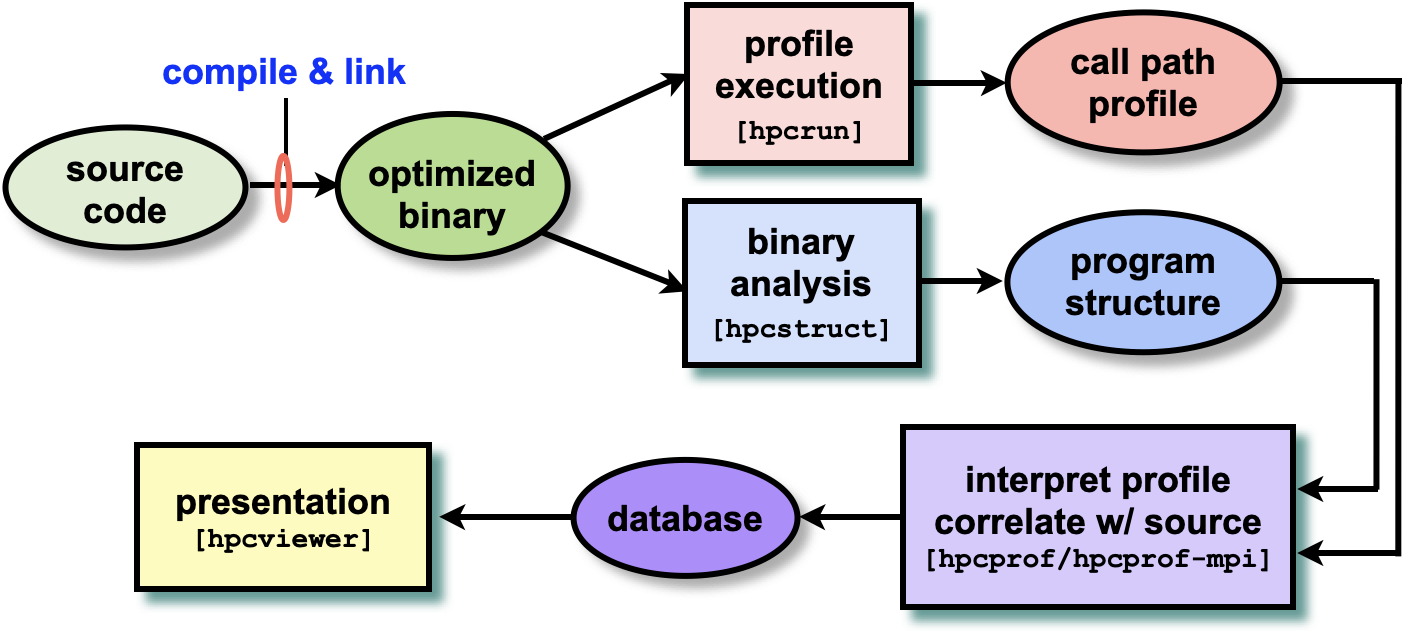 compile & link
source
code
optimized
binary
profile
execution
[hpcrun]
call path
profile
binary
analysis
[hpcstruct]
program
structure
interpret profile
correlate w/ source
[hpcprof/hpcprof-mpi]
database
presentation
[hpcviewer]